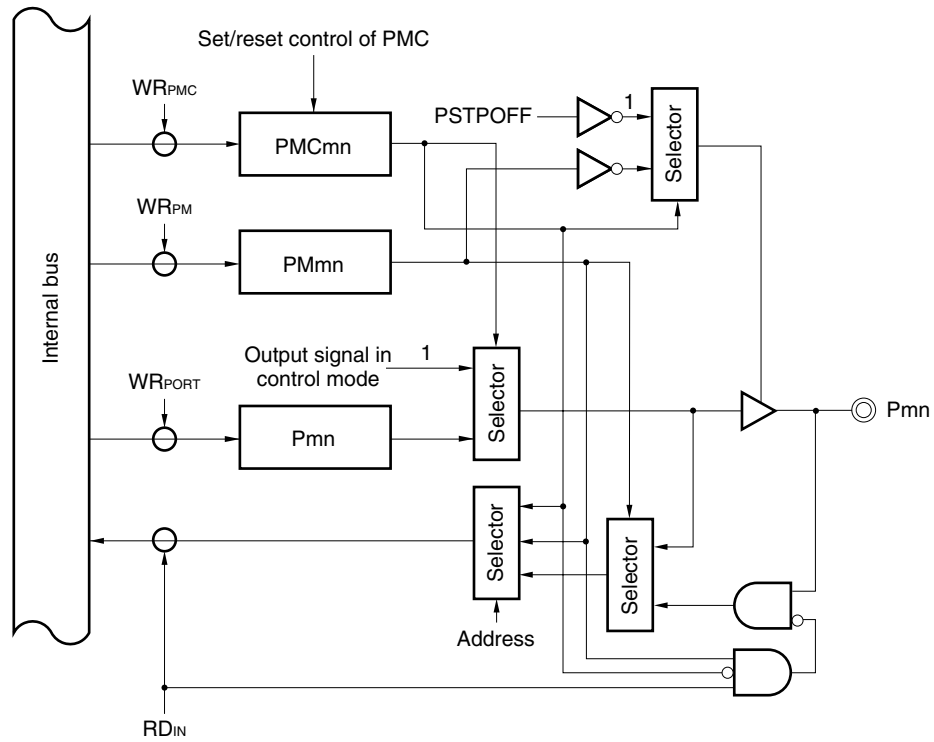 Set/reset control of PMC
WRPMC
PMCmn
PSTPOFF
1
Selector
WRPM
PMmn
Internal bus
Output signal in
control mode
1
Selector
WRPORT
Pmn
Pmn
Selector
Selector
Address
RDIN